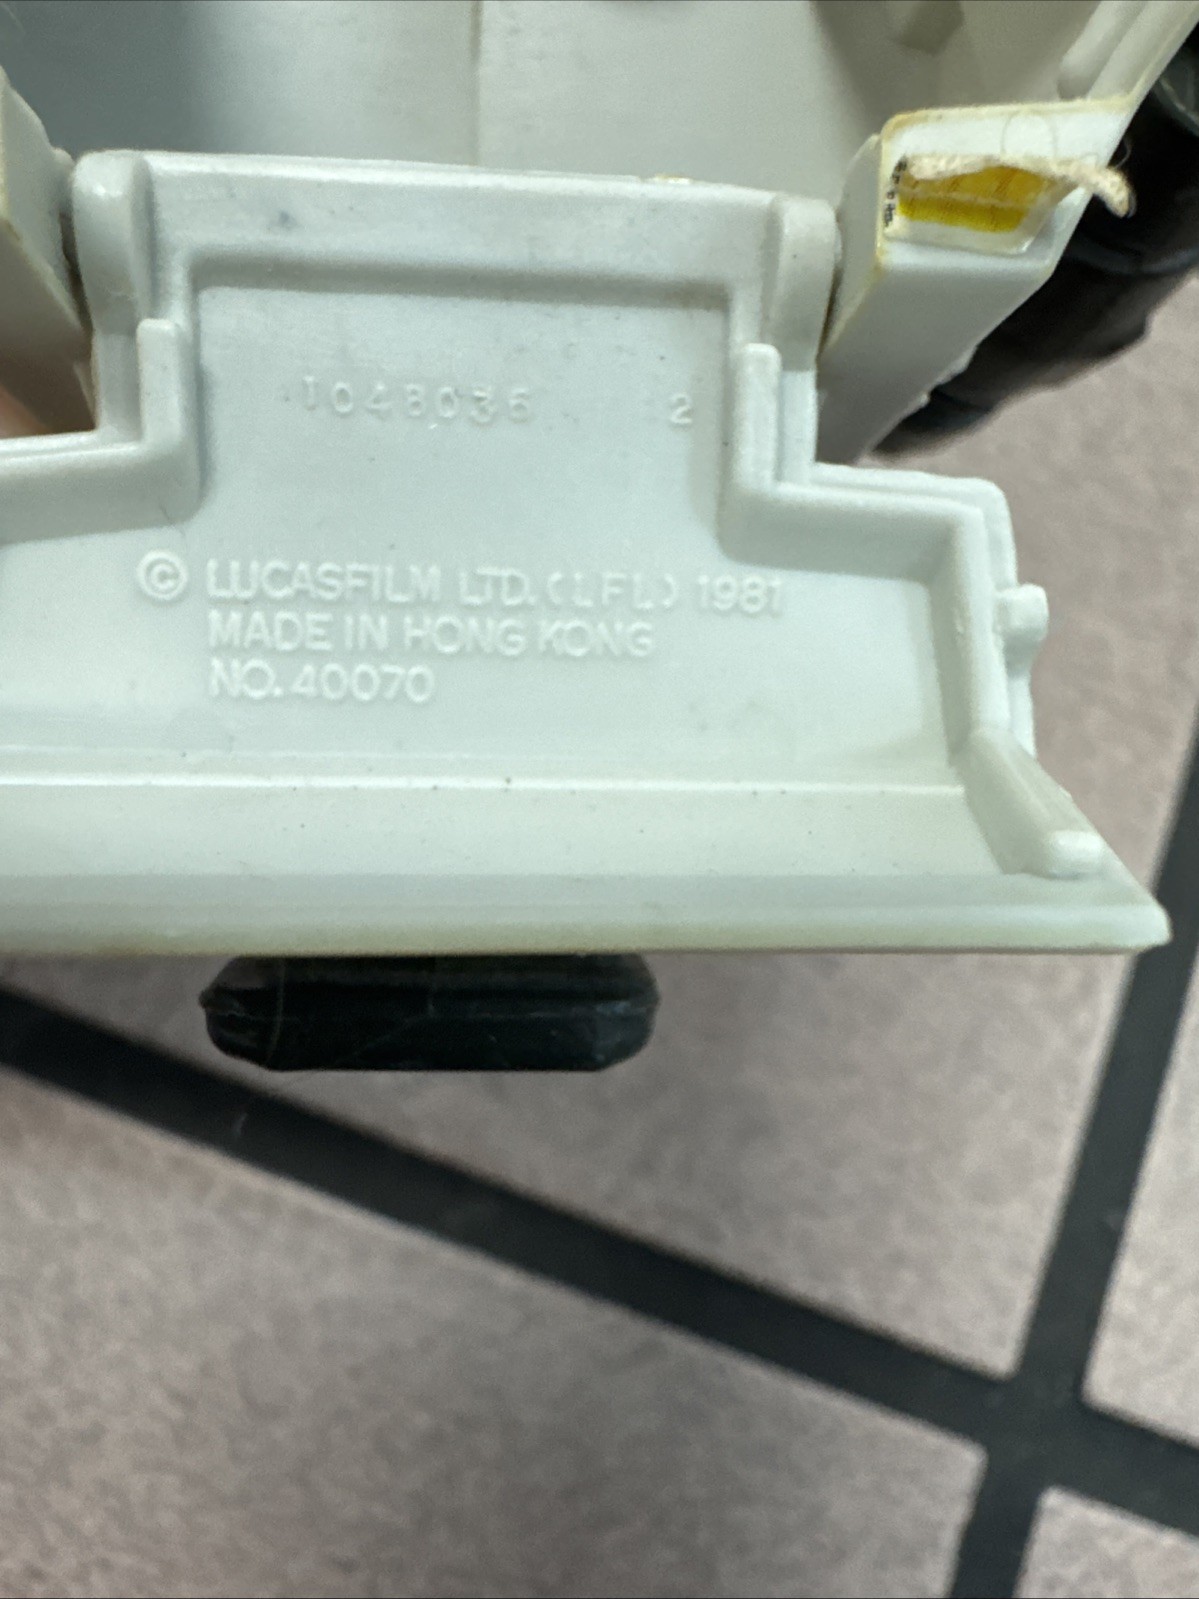 1048036 2
© LUCASFILM LTD. (LFL) 1981
MADE IN HONG KONG
NO. 40070